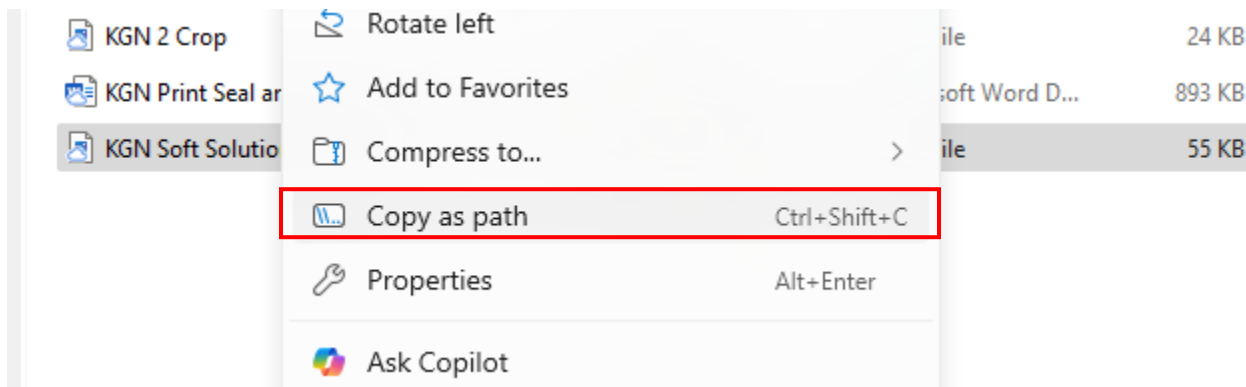 KGN 2 Crop Rotate left ile 24 KB
KGN Print Seal ar Add to Favorites soft Word D... 893 KB
KGN Soft Solutio Compress to... ile 55 KB
Copy as path Ctrl+Shift+C
Properties Alt+Enter
Ask Copilot